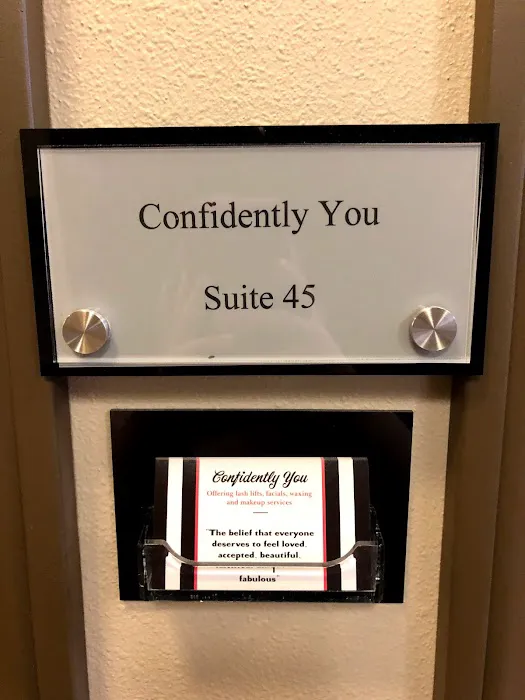 Confidently You
Suite 45
Confidently You
Offering lash lifts, facials, waxing
and makeup services
"The belief that everyone
deserves to feel loved,
accepted, beautiful,
fabulous"